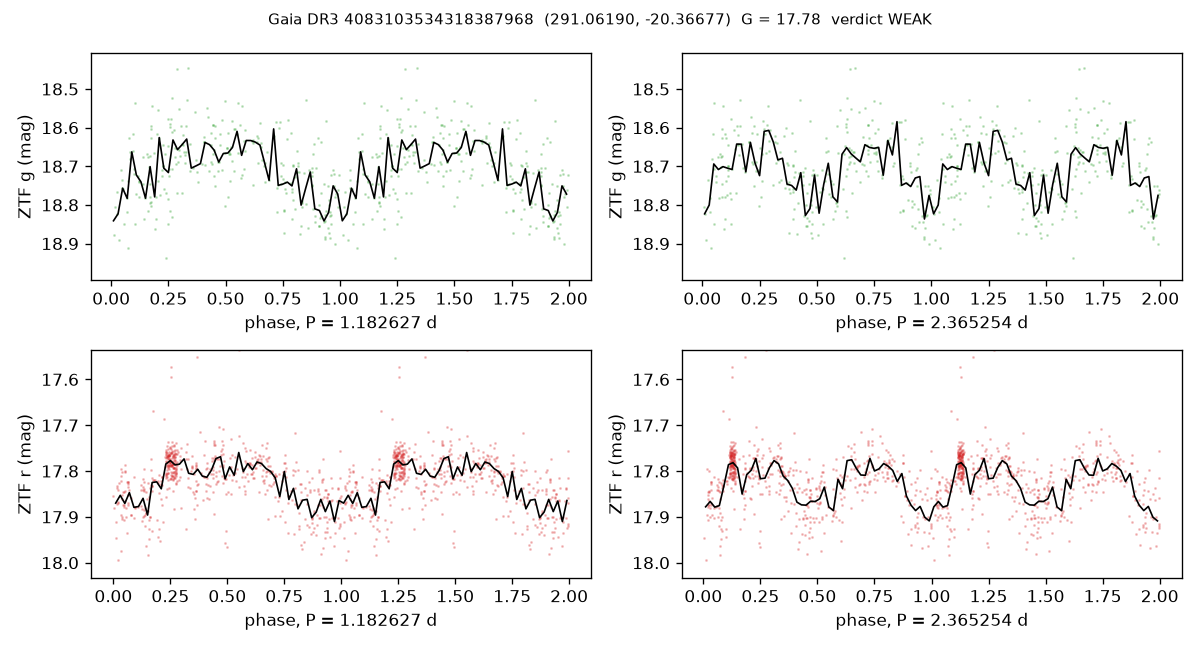 Gaia DR3 4083103534318387968 (291.06190, -20.36677) G = 17.78 verdict WEAK
ZTF g (mag)
18.5
18.6
18.7
18.8
18.9
0.00 0.25 0.50 0.75 1.00 1.25 1.50 1.75 2.00
phase, P = 1.182627 d
ZTF g (mag)
18.5
18.6
18.7
18.8
18.9
0.00 0.25 0.50 0.75 1.00 1.25 1.50 1.75 2.00
phase, P = 2.365254 d
ZTF r (mag)
17.6
17.7
17.8
17.9
18.0
0.00 0.25 0.50 0.75 1.00 1.25 1.50 1.75 2.00
phase, P = 1.182627 d
ZTF r (mag)
17.6
17.7
17.8
17.9
18.0
0.00 0.25 0.50 0.75 1.00 1.25 1.50 1.75 2.00
phase, P = 2.365254 d